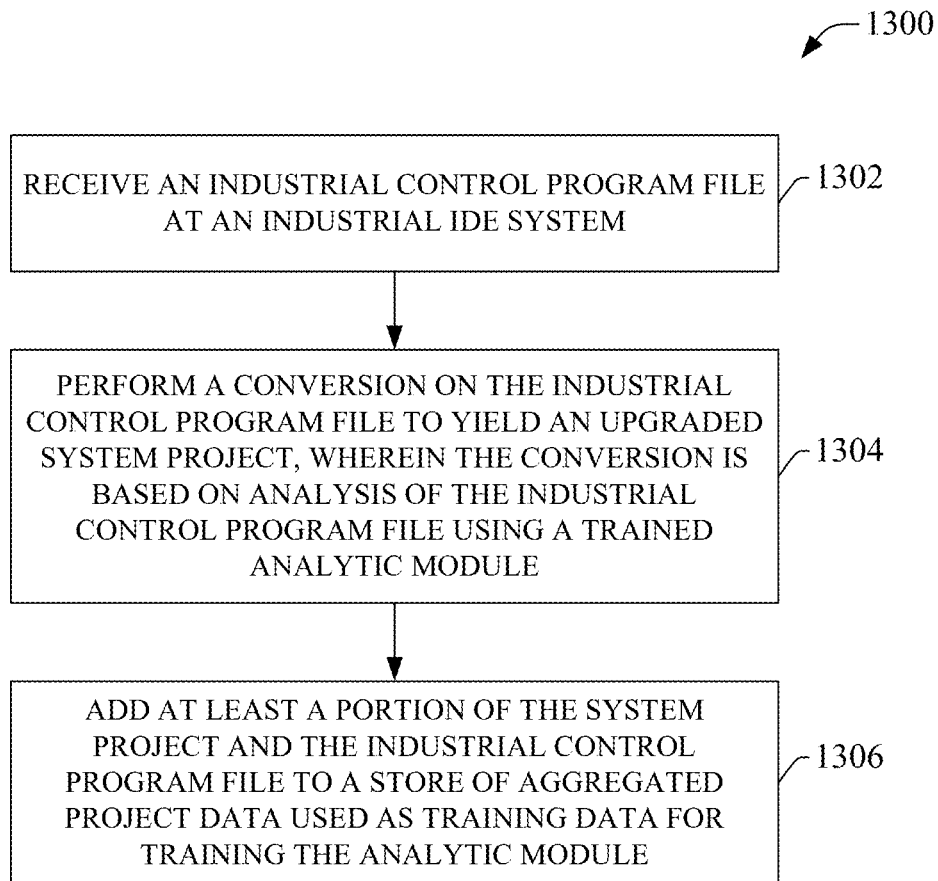 1300
RECEIVE AN INDUSTRIAL CONTROL PROGRAM FILE
AT AN INDUSTRIAL IDE SYSTEM
1302
PERFORM A CONVERSION ON THE INDUSTRIAL
CONTROL PROGRAM FILE TO YIELD AN UPGRADED
SYSTEM PROJECT, WHEREIN THE CONVERSION IS
BASED ON ANALYSIS OF THE INDUSTRIAL
CONTROL PROGRAM FILE USING A TRAINED
ANALYTIC MODULE
1304
ADD AT LEAST A PORTION OF THE SYSTEM
PROJECT AND THE INDUSTRIAL CONTROL
PROGRAM FILE TO A STORE OF AGGREGATED
PROJECT DATA USED AS TRAINING DATA FOR
TRAINING THE ANALYTIC MODULE
1306